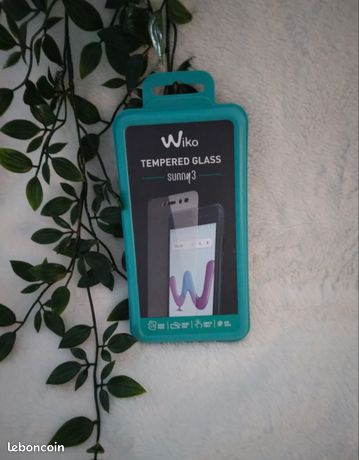 Wiko
TEMPERED GLASS
sunny3
leboncoin